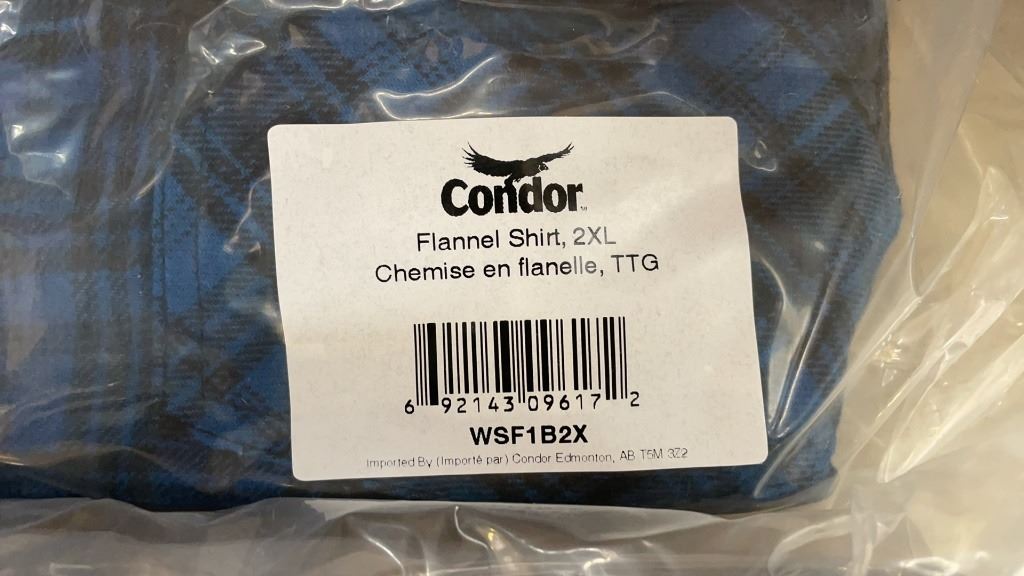 Condor
Flannel Shirt, 2XL
Chemise en flanelle, TTG
6 92143 09617 2
WSF1B2X
Imported By (Importé par) Condor Edmonton, AB T5M 3Z2